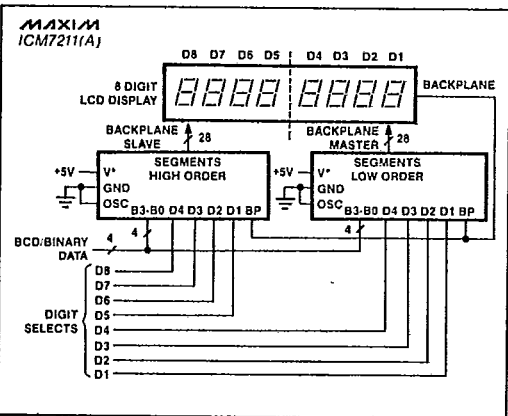 MAXIM
ICM7211(A)
D8 D7 D6 D5 D4 D3 D2 D1
8 DIGIT
LCD DISPLAY
BACKPLANE
BACKPLANE
SLAVE
28
BACKPLANE
MASTER
28
+5V
V+
GND
OSC
SEGMENTS
HIGH ORDER
B3-B0 D4 D3 D2 D1 BP
+5V
V+
GND
OSC
SEGMENTS
LOW ORDER
B3-B0 D4 D3 D2 D1 BP
4
4
BCD/BINARY
DATA
4
DIGIT
SELECTS
D8
D7
D6
D5
D4
D3
D2
D1